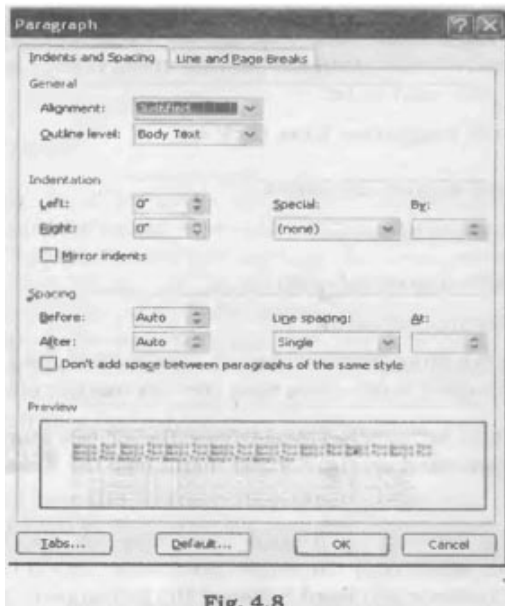 Paragraph
Indents and Spacing Line and Page Breaks
General
Alignment: Justified
Outline level: Body Text
Indentation
Left: 0" Special: By:
Right: 0" (none)
Mirror indents
Spacing
Before: Auto Line spacing: At:
After: Auto Single
Don't add space between paragraphs of the same style
Preview
Tabs... Default... OK Cancel
Fig. 4.8